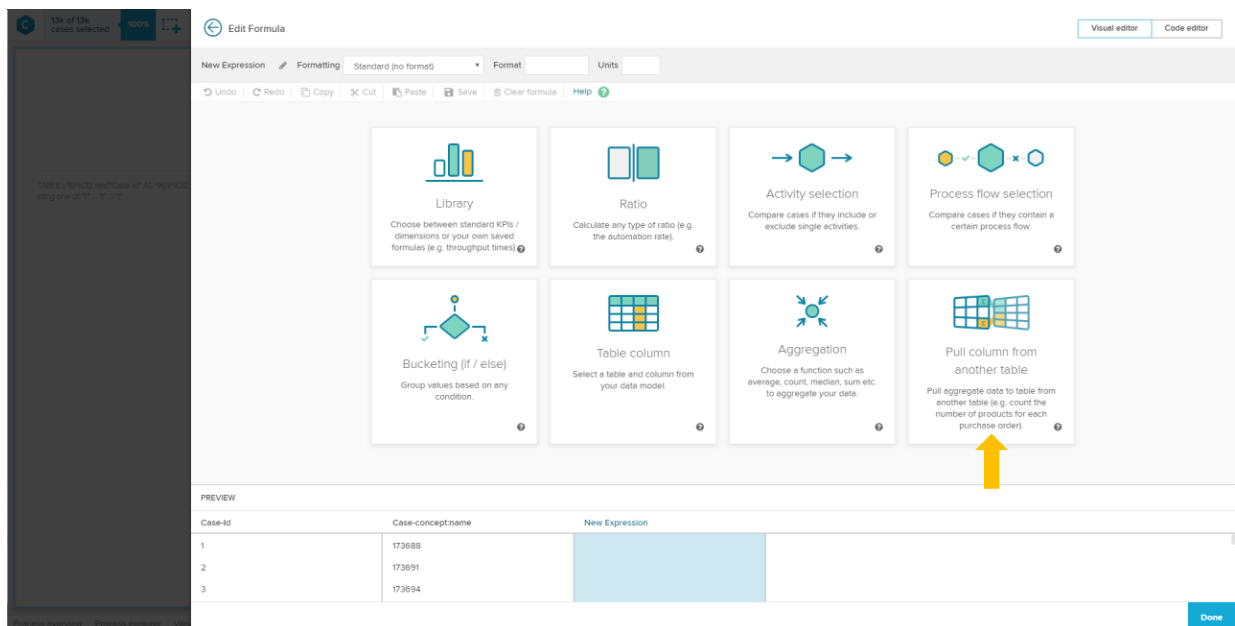 C
13k of 13k
cases selected
100%
Edit Formula
Visual editor
Code editor
New Expression
Formatting
Standard (no format)
Format
Units
Undo
Redo
Copy
Cut
Paste
Save
Clear formula
Help
?
Library
Choose between standard KPIs /
dimensions or your own saved
formulas (e.g. throughput times).
?
Ratio
Calculate any type of ratio (e.g.
the automation rate).
?
Activity selection
Compare cases if they include or
exclude single activities.
?
Process flow selection
Compare cases if they contain a
certain process flow.
?
Bucketing (if / else)
Group values based on any
condition.
?
Table column
Select a table and column from
your data model.
?
Aggregation
Choose a function such as
average, count, median, sum etc.
to aggregate your data.
?
Pull column from
another table
Pull aggregate data to table from
another table (e.g. count the
number of products for each
purchase order).
?
PREVIEW
Case-Id
Case-concept:name
New Expression
1
173688
2
173691
3
173694
Done